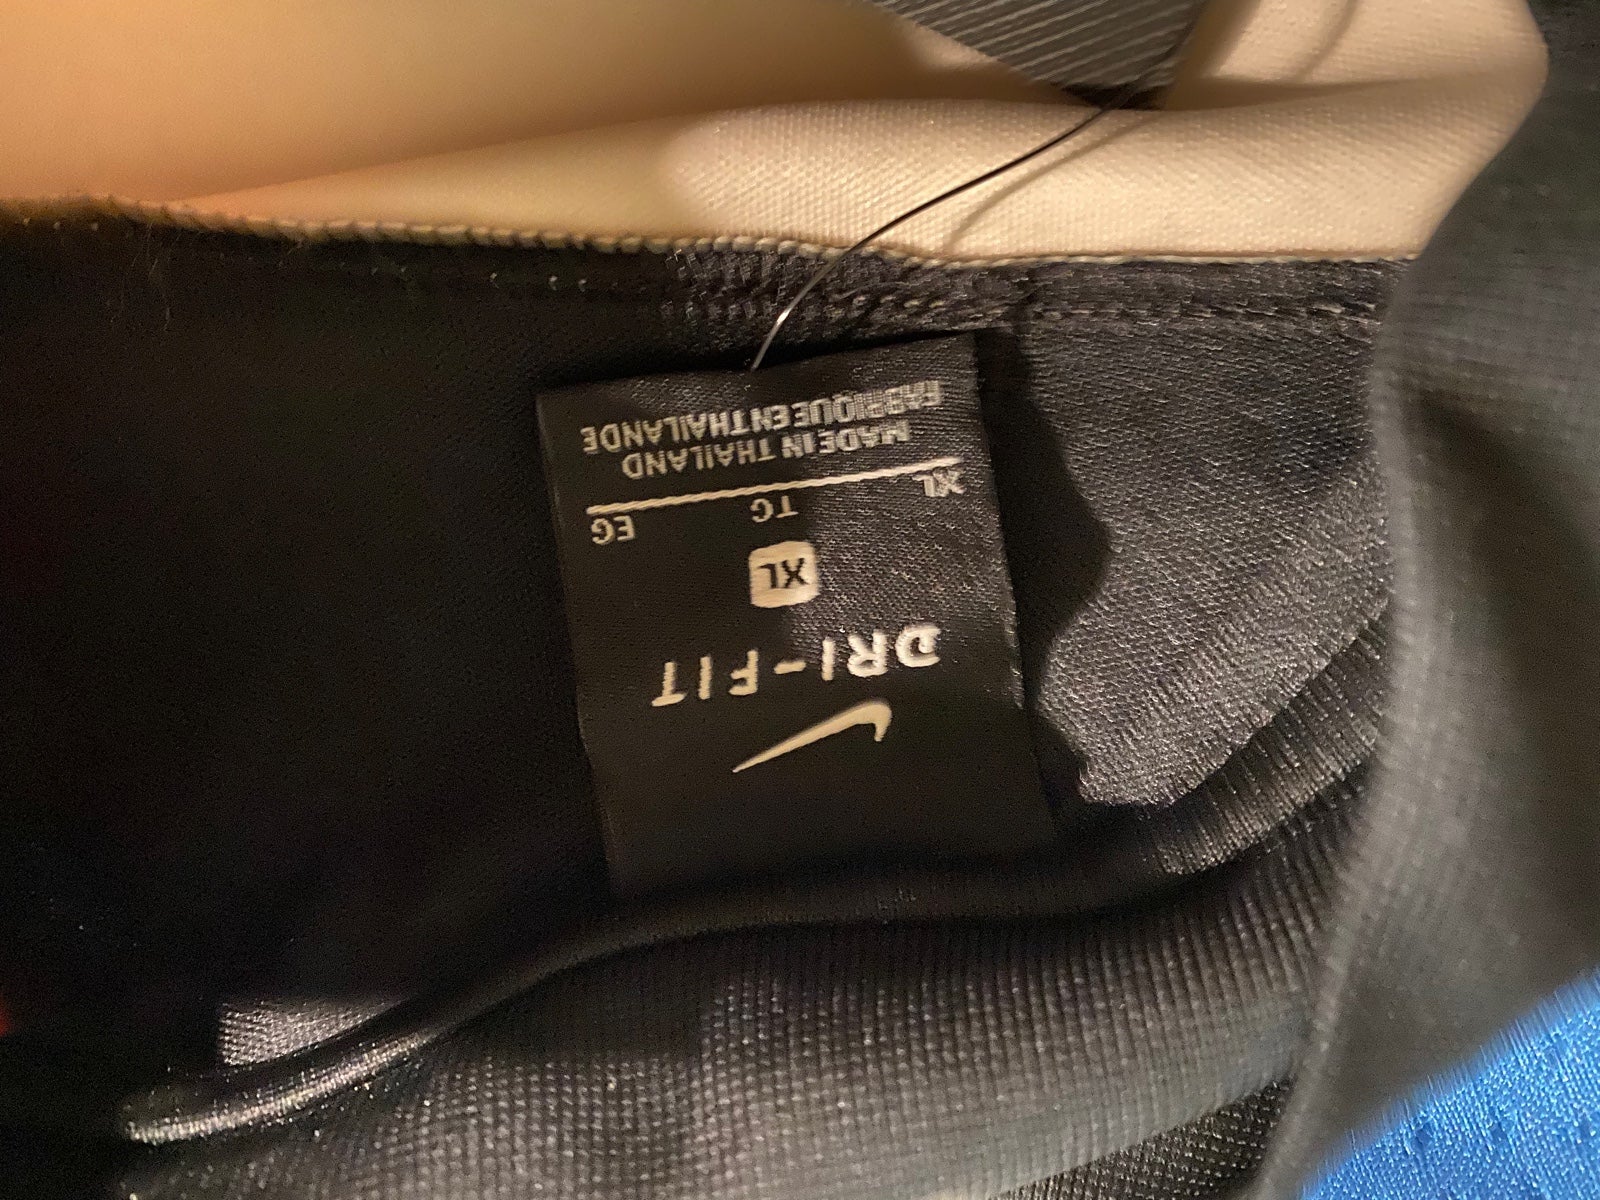 DRI-FIT
XL
XL TG EG
MADE IN THAILAND
FABRIQUE EN THAILANDE